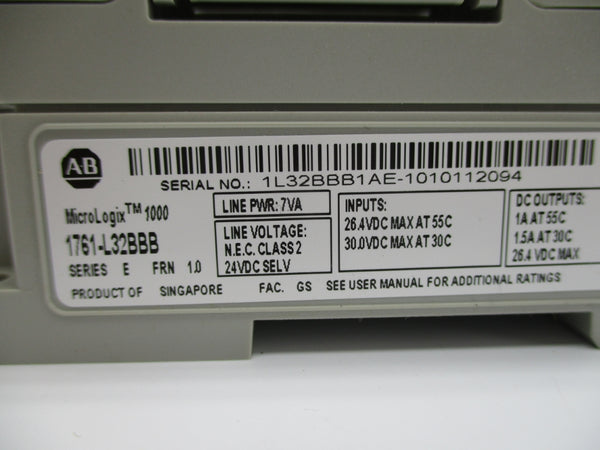 AB
SERIAL NO.: 1L32BBB1AE-1010112094
MicroLogix™ 1000
1761-L32BBB
SERIES E FRN 1.0
LINE PWR: 7VA
LINE VOLTAGE:
N.E.C. CLASS 2
24VDC SELV
INPUTS:
26.4VDC MAX AT 55C
30.0VDC MAX AT 30C
DC OUTPUTS:
1A AT 55C
1.5A AT 30C
26.4 VDC MAX
PRODUCT OF SINGAPORE FAC. GS SEE USER MANUAL FOR ADDITIONAL RATINGS